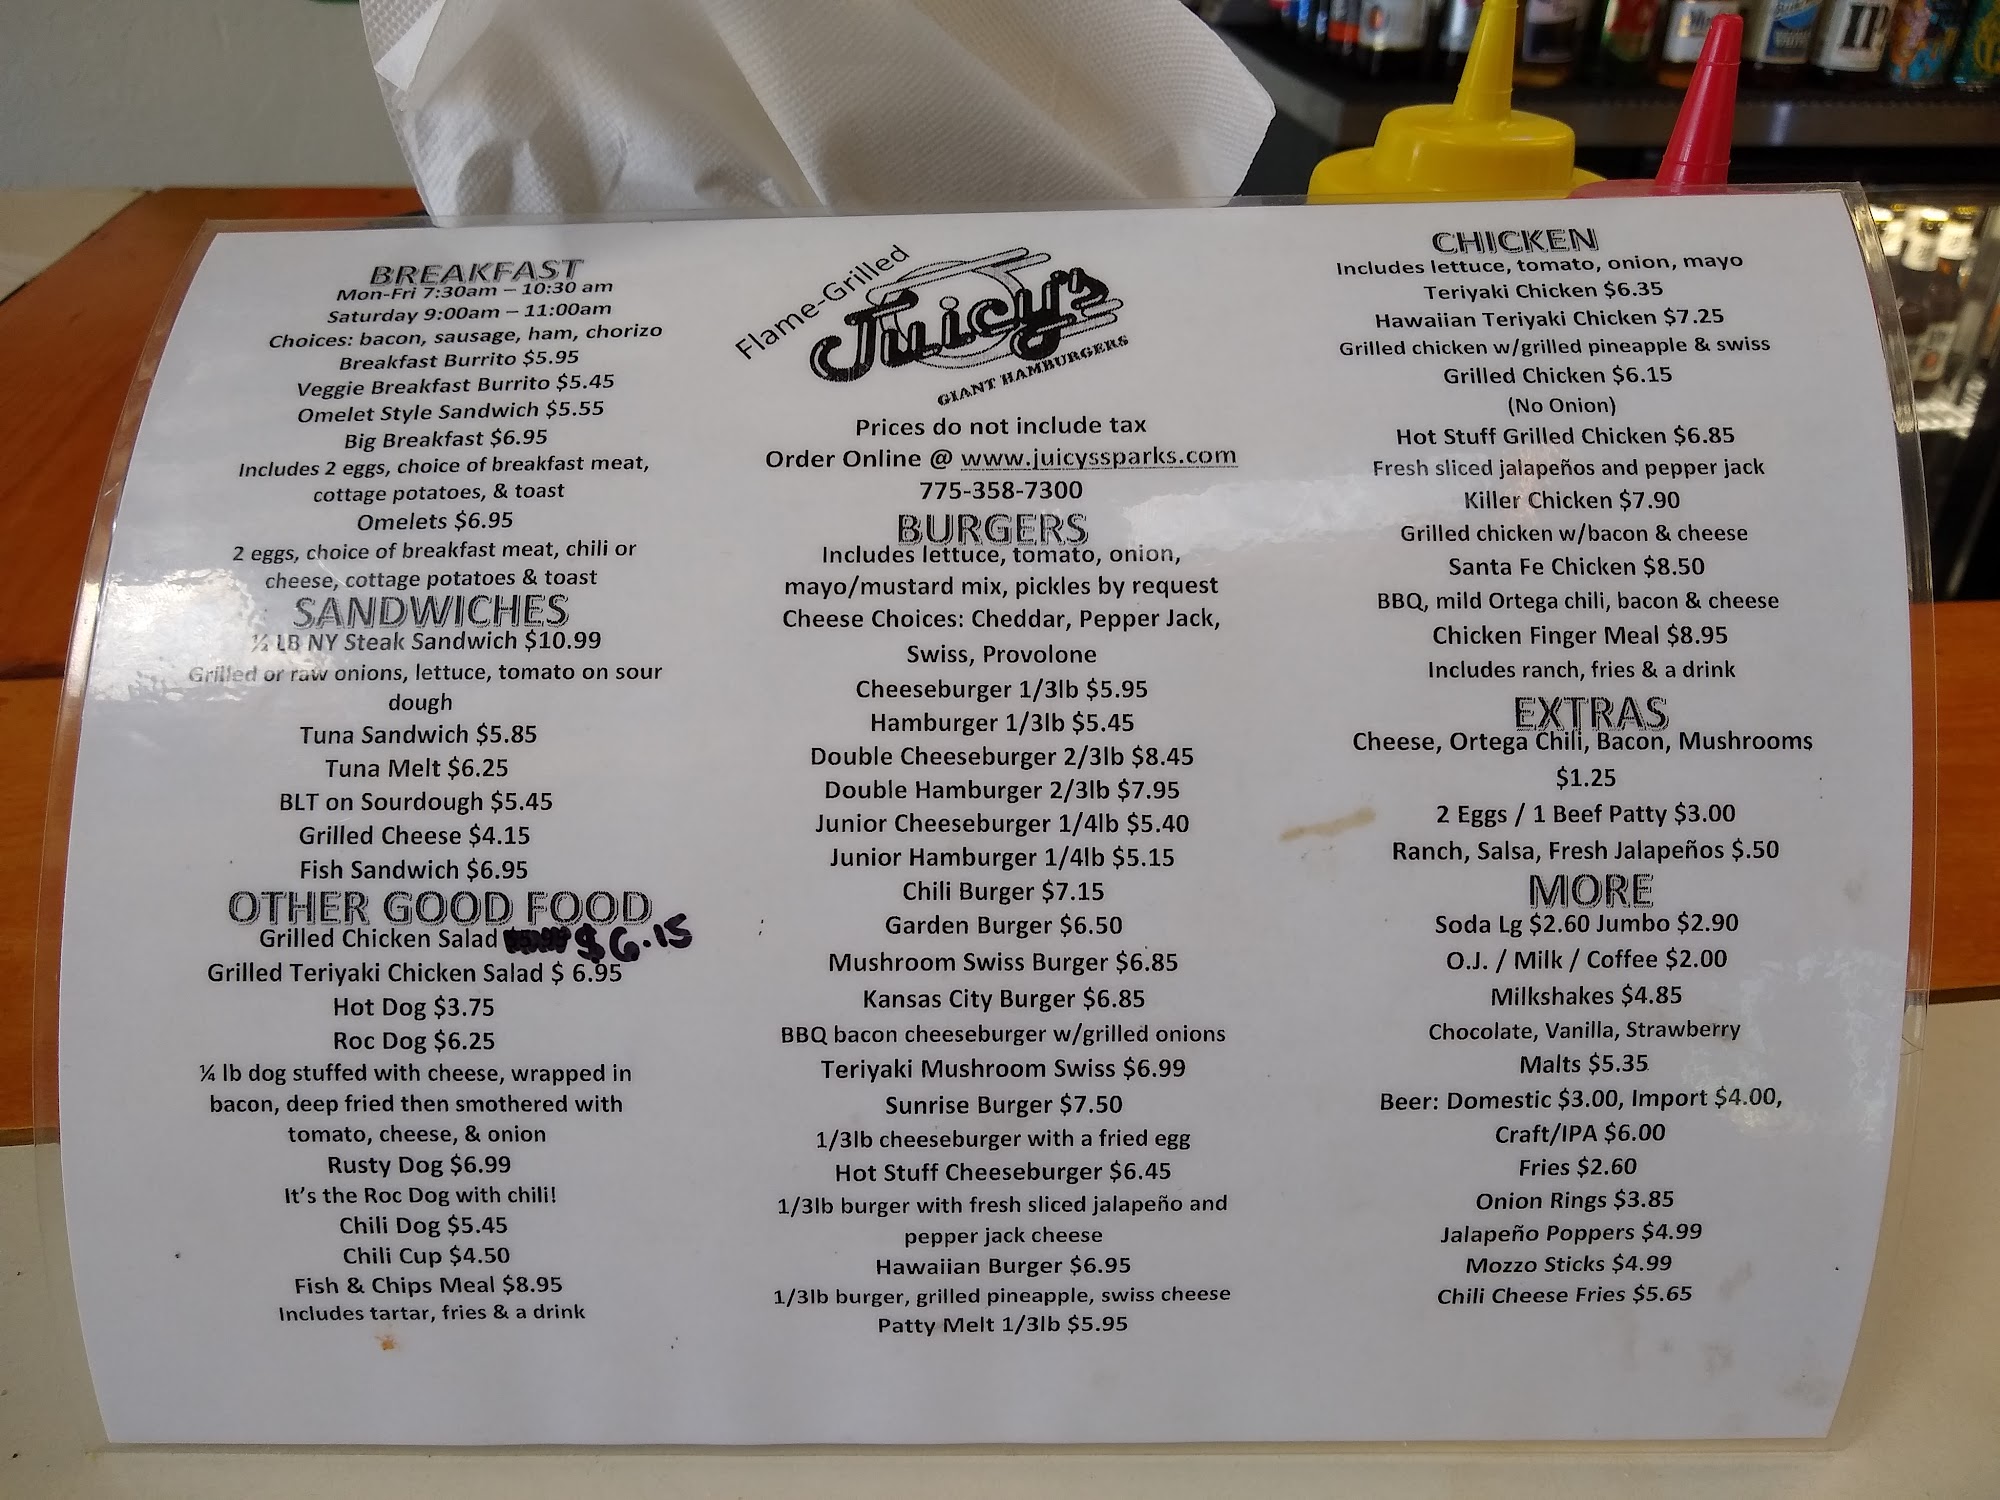 BREAKFAST
Mon-Fri 7:30am – 10:30 am
Saturday 9:00am – 11:00am
Choices: bacon, sausage, ham, chorizo
Breakfast Burrito $5.95
Veggie Breakfast Burrito $5.45
Omelet Style Sandwich $5.55
Big Breakfast $6.95
Includes 2 eggs, choice of breakfast meat,
cottage potatoes, & toast
Omelets $6.95
2 eggs, choice of breakfast meat, chili or
cheese, cottage potatoes & toast
SANDWICHES
½ LB NY Steak Sandwich $10.99
Grilled or raw onions, lettuce, tomato on sour
dough
Tuna Sandwich $5.85
Tuna Melt $6.25
BLT on Sourdough $5.45
Grilled Cheese $4.15
Fish Sandwich $6.95
OTHER GOOD FOOD
Grilled Chicken Salad $6.15
Grilled Teriyaki Chicken Salad $ 6.95
Hot Dog $3.75
Roc Dog $6.25
¼ lb dog stuffed with cheese, wrapped in
bacon, deep fried then smothered with
tomato, cheese, & onion
Rusty Dog $6.99
It's the Roc Dog with chili!
Chili Dog $5.45
Chili Cup $4.50
Fish & Chips Meal $8.95
Includes tartar, fries & a drink
Flame-Grilled
Juicy's
GIANT HAMBURGERS
Prices do not include tax
Order Online @ www.juicyssparks.com
775-358-7300
BURGERS
Includes lettuce, tomato, onion,
mayo/mustard mix, pickles by request
Cheese Choices: Cheddar, Pepper Jack,
Swiss, Provolone
Cheeseburger 1/3lb $5.95
Hamburger 1/3lb $5.45
Double Cheeseburger 2/3lb $8.45
Double Hamburger 2/3lb $7.95
Junior Cheeseburger 1/4lb $5.40
Junior Hamburger 1/4lb $5.15
Chili Burger $7.15
Garden Burger $6.50
Mushroom Swiss Burger $6.85
Kansas City Burger $6.85
BBQ bacon cheeseburger w/grilled onions
Teriyaki Mushroom Swiss $6.99
Sunrise Burger $7.50
1/3lb cheeseburger with a fried egg
Hot Stuff Cheeseburger $6.45
1/3lb burger with fresh sliced jalapeño and
pepper jack cheese
Hawaiian Burger $6.95
1/3lb burger, grilled pineapple, swiss cheese
Patty Melt 1/3lb $5.95
CHICKEN
Includes lettuce, tomato, onion, mayo
Teriyaki Chicken $6.35
Hawaiian Teriyaki Chicken $7.25
Grilled chicken w/grilled pineapple & swiss
Grilled Chicken $6.15
(No Onion)
Hot Stuff Grilled Chicken $6.85
Fresh sliced jalapeños and pepper jack
Killer Chicken $7.90
Grilled chicken w/bacon & cheese
Santa Fe Chicken $8.50
BBQ, mild Ortega chili, bacon & cheese
Chicken Finger Meal $8.95
Includes ranch, fries & a drink
EXTRAS
Cheese, Ortega Chili, Bacon, Mushrooms
$1.25
2 Eggs / 1 Beef Patty $3.00
Ranch, Salsa, Fresh Jalapeños $.50
MORE
Soda Lg $2.60 Jumbo $2.90
O.J. / Milk / Coffee $2.00
Milkshakes $4.85
Chocolate, Vanilla, Strawberry
Malts $5.35
Beer: Domestic $3.00, Import $4.00,
Craft/IPA $6.00
Fries $2.60
Onion Rings $3.85
Jalapeño Poppers $4.99
Mozzo Sticks $4.99
Chili Cheese Fries $5.65